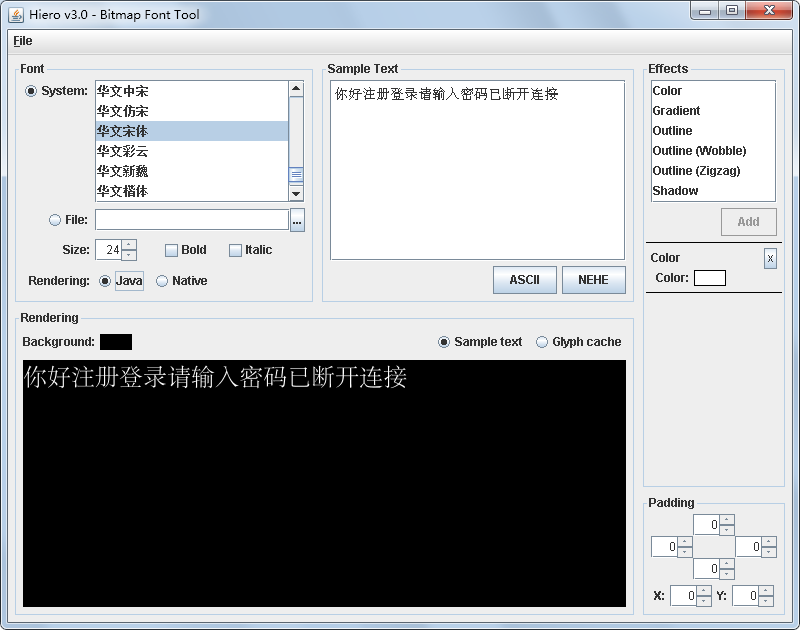 Hiero v3.0 - Bitmap Font Tool
File
Font
System:
华文中宋
华文仿宋
华文宋体
华文彩云
华文新魏
华文楷体
File:
...
Size: 24 Bold Italic
Rendering: Java Native
Sample Text
你好注册登录请输入密码已断开连接
ASCII NEHE
Effects
Color
Gradient
Outline
Outline (Wobble)
Outline (Zigzag)
Shadow
Add
Color x
Color:
Rendering
Background: Sample text Glyph cache
你好注册登录请输入密码已断开连接
Padding
0
0 0
0
X: 0 Y: 0